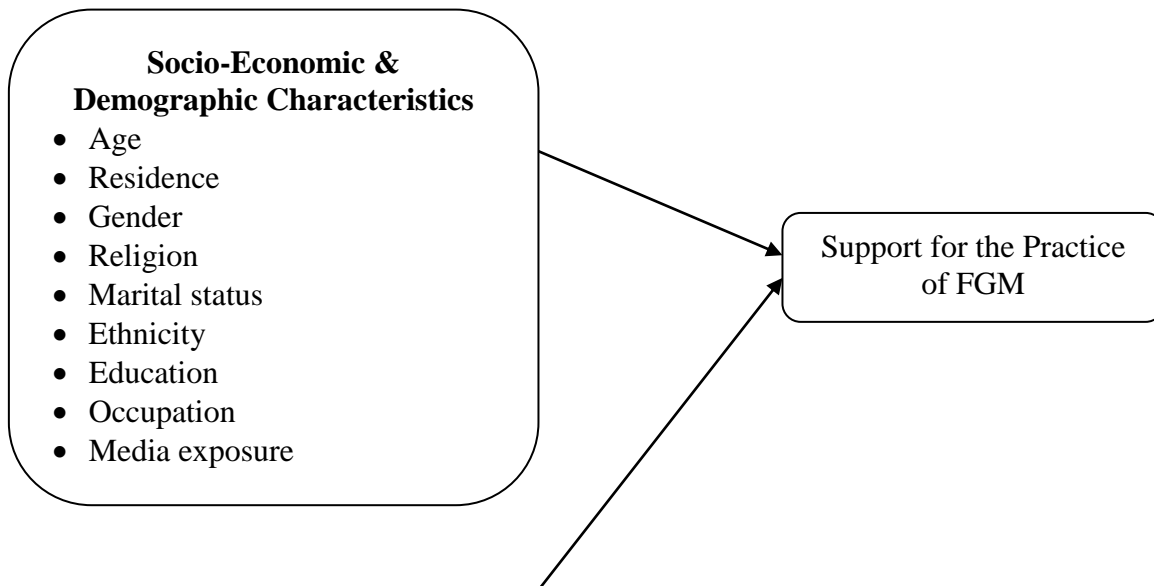 Socio-Economic &
Demographic Characteristics
• Age
• Residence
• Gender
• Religion
• Marital status
• Ethnicity
• Education
• Occupation
• Media exposure
Support for the Practice
of FGM